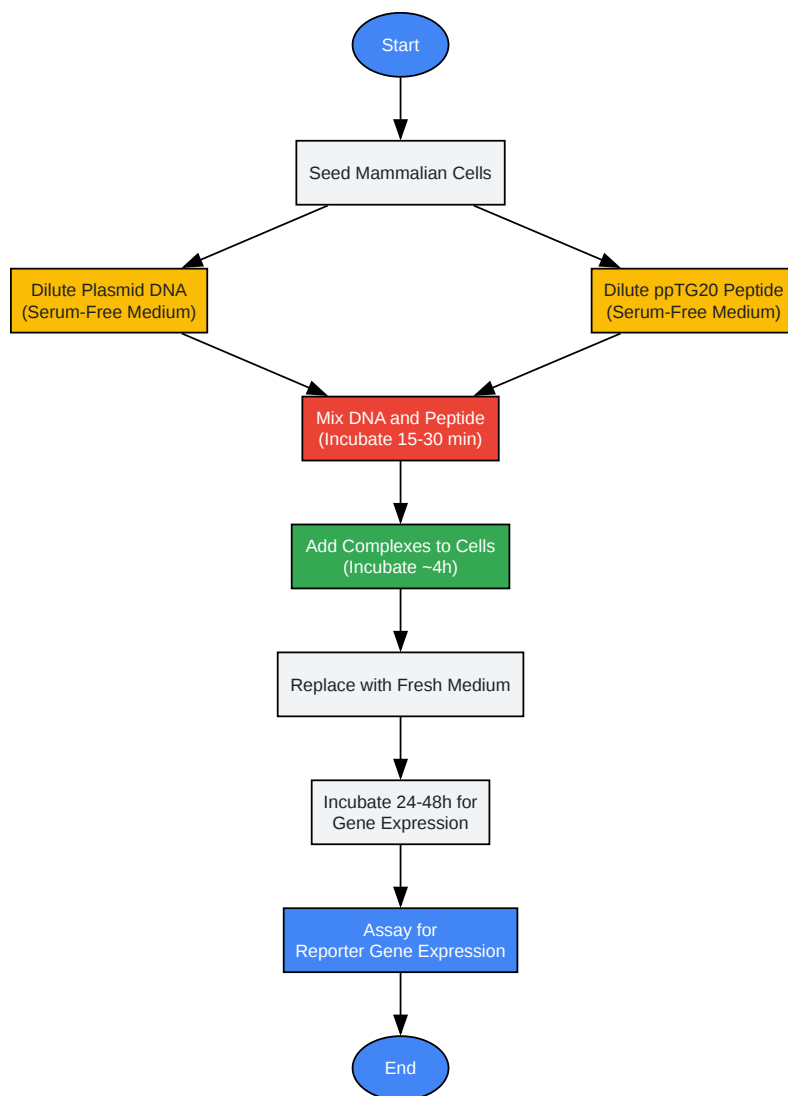 Start
Seed Mammalian Cells
Dilute Plasmid DNA
(Serum-Free Medium)
Dilute ppTG20 Peptide
(Serum-Free Medium)
Mix DNA and Peptide
(Incubate 15-30 min)
Add Complexes to Cells
(Incubate ~4h)
Replace with Fresh Medium
Incubate 24-48h for
Gene Expression
Assay for
Reporter Gene Expression
End